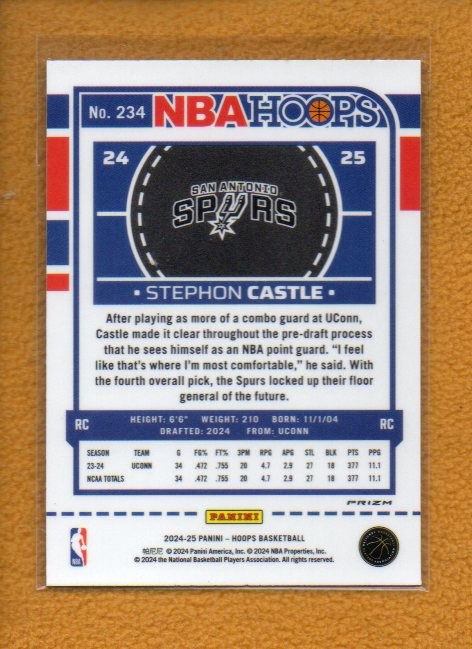 No. 234 NBA HOOPS
24 25
SAN ANTONIO
SPURS
• STEPHON CASTLE •
After playing as more of a combo guard at UConn,
Castle made it clear throughout the pre-draft process
that he sees himself as an NBA point guard. “I feel
like that’s where I’m most comfortable,” he said. With
the fourth overall pick, the Spurs locked up their floor
general of the future.
RC HEIGHT: 6'6" WEIGHT: 210 BORN: 11/1/04 RC
DRAFTED: 2024 FROM: UCONN
SEASON TEAM G FG% FT% 3PM RPG APG STL BLK PTS PPG
23-24 UCONN 34 .472 .755 20 4.7 2.9 27 18 377 11.1
NCAA TOTALS 34 .472 .755 20 4.7 2.9 27 18 377 11.1
PRIZM
PANINI
NBA
2024-25 PANINI – HOOPS BASKETBALL
帕尼尼 © 2024 Panini America, Inc. © 2024 NBA Properties, Inc.
© 2024 the National Basketball Players Association. All rights reserved.